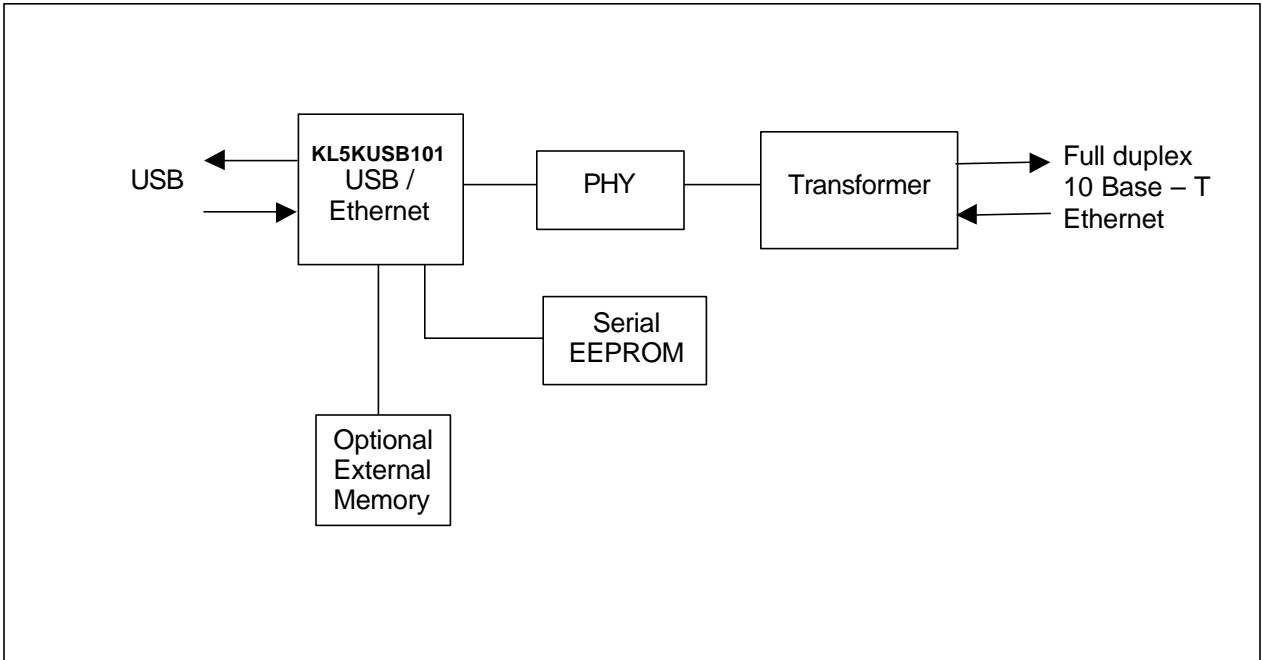 USB
KL5KUSB101
USB /
Ethernet
PHY
Transformer
Full duplex
10 Base – T
Ethernet
Serial
EEPROM
Optional
External
Memory